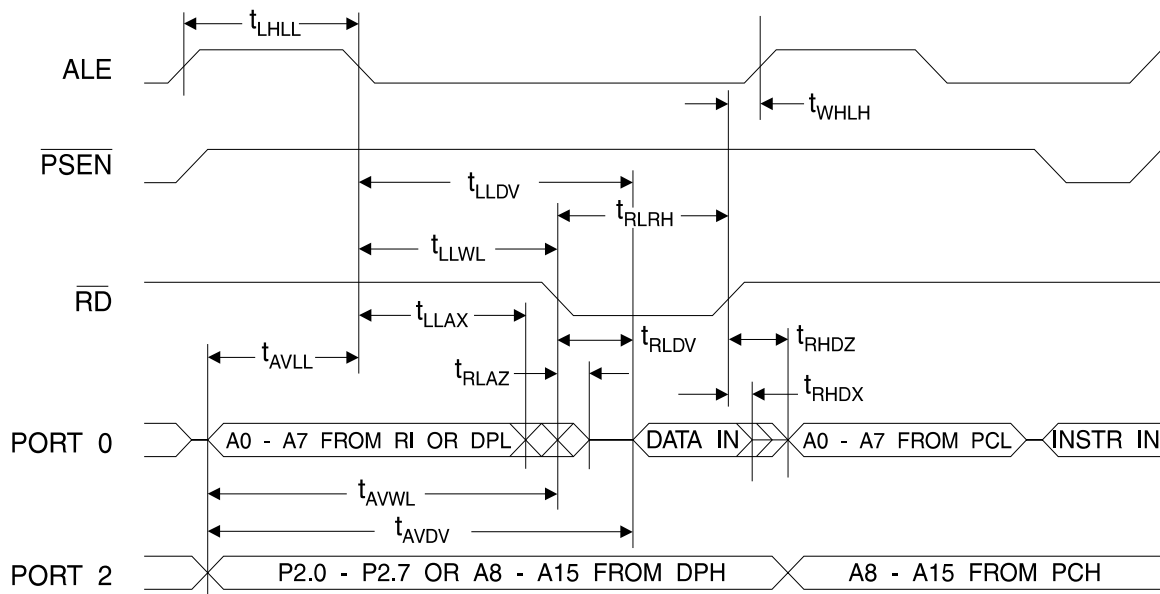 tLHLL
ALE
tWHLH
PSEN
tLLDV
tRLRH
tLLWL
RD
tLLAX
tRLDV
tRHDZ
tAVLL
tRLAZ
tRHDX
PORT 0
A0 - A7 FROM RI OR DPL
DATA IN
A0 - A7 FROM PCL
INSTR IN
tAVWL
tAVDV
PORT 2
P2.0 - P2.7 OR A8 - A15 FROM DPH
A8 - A15 FROM PCH